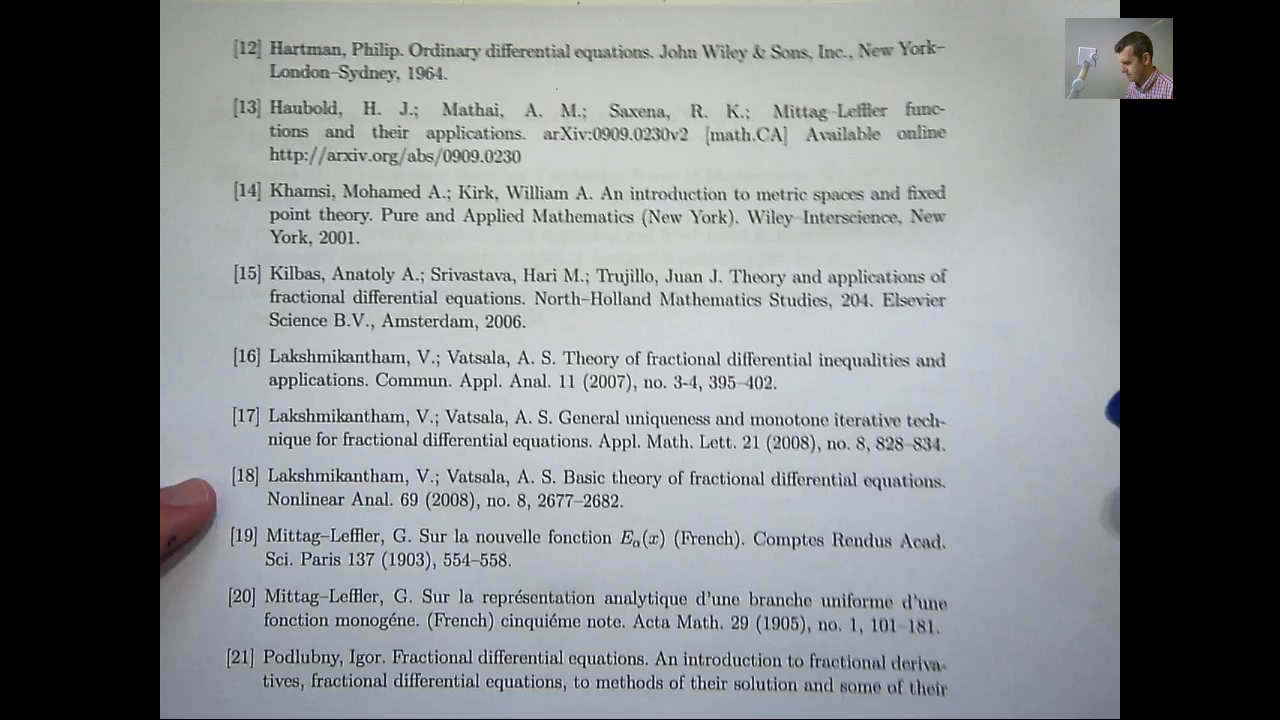 [12] Hartman, Philip. Ordinary differential equations. John Wiley & Sons, Inc., New York–
London–Sydney, 1964.
[13] Haubold, H. J.; Mathai, A. M.; Saxena, R. K.; Mittag–Leffler func-
tions and their applications. arXiv:0909.0230v2 [math.CA] Available online
http://arxiv.org/abs/0909.0230
[14] Khamsi, Mohamed A.; Kirk, William A. An introduction to metric spaces and fixed
point theory. Pure and Applied Mathematics (New York). Wiley–Interscience, New
York, 2001.
[15] Kilbas, Anatoly A.; Srivastava, Hari M.; Trujillo, Juan J. Theory and applications of
fractional differential equations. North–Holland Mathematics Studies, 204. Elsevier
Science B.V., Amsterdam, 2006.
[16] Lakshmikantham, V.; Vatsala, A. S. Theory of fractional differential inequalities and
applications. Commun. Appl. Anal. 11 (2007), no. 3-4, 395–402.
[17] Lakshmikantham, V.; Vatsala, A. S. General uniqueness and monotone iterative tech-
nique for fractional differential equations. Appl. Math. Lett. 21 (2008), no. 8, 828–834.
[18] Lakshmikantham, V.; Vatsala, A. S. Basic theory of fractional differential equations.
Nonlinear Anal. 69 (2008), no. 8, 2677–2682.
[19] Mittag–Leffler, G. Sur la nouvelle fonction Eα(x) (French). Comptes Rendus Acad.
Sci. Paris 137 (1903), 554–558.
[20] Mittag–Leffler, G. Sur la représentation analytique d'une branche uniforme d'une
fonction monogéne. (French) cinquiéme note. Acta Math. 29 (1905), no. 1, 101–181.
[21] Podlubny, Igor. Fractional differential equations. An introduction to fractional deriva-
tives, fractional differential equations, to methods of their solution and some of their